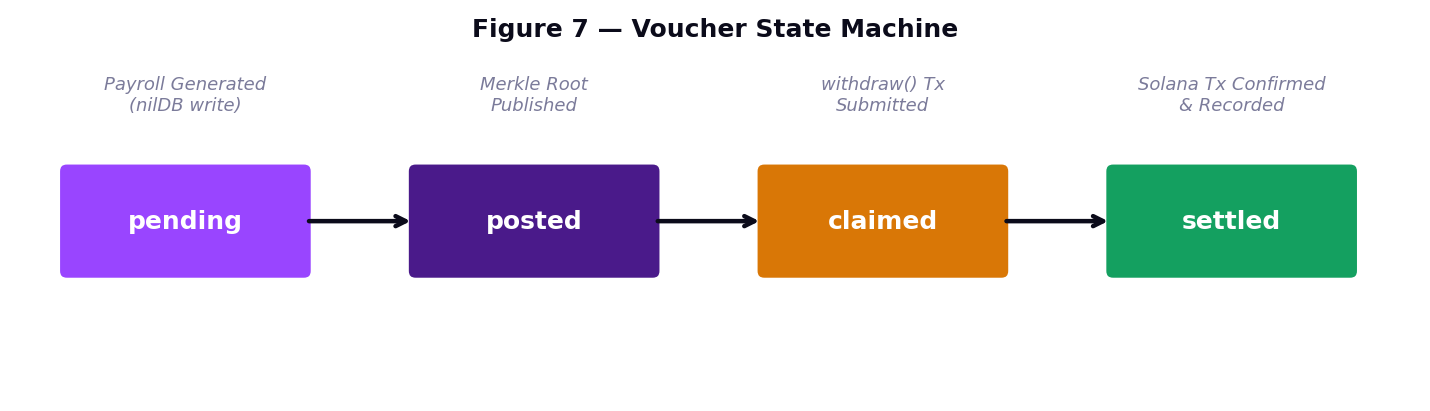 Figure 7 — Voucher State Machine
Payroll Generated
(nilDB write)
Merkle Root
Published
withdraw() Tx
Submitted
Solana Tx Confirmed
& Recorded
pending
posted
claimed
settled